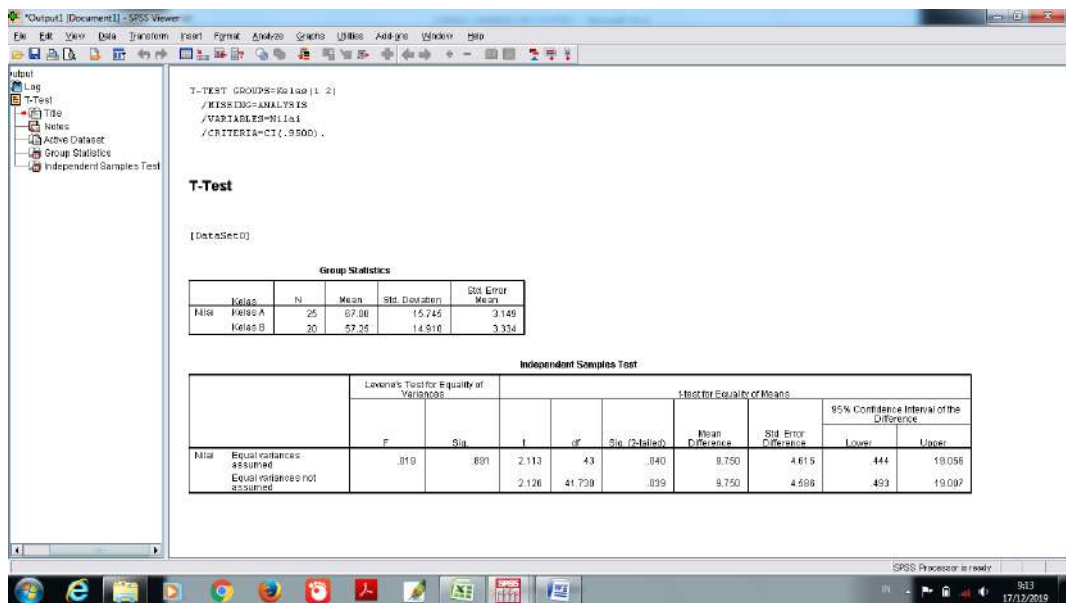 *Output1 [Document1] - SPSS Viewer
File Edit View Data Transform Insert Format Analyze Graphs Utilities Add-ons Window Help
Log
T-Test
Title
Notes
Active Dataset
Group Statistics
Independent Samples Test
T-TEST GROUPS=Kelas(1 2)
/MISSING=ANALYSIS
/VARIABLES=Nilai
/CRITERIA=CI(.9500).
T-Test
[DataSet0]
Group Statistics
Kelas N Mean Std. Deviation Std. Error Mean
Nilai Kelas A 25 67.00 15.745 3.149
Kelas B 20 57.25 14.910 3.334
Independent Samples Test
Levene's Test for Equality of Variances t-test for Equality of Means
95% Confidence Interval of the Difference
F Sig. t df Sig. (2-tailed) Mean Difference Std. Error Difference Lower Upper
Nilai Equal variances assumed .019 .891 2.113 43 .040 9.750 4.615 .444 19.056
Equal variances not assumed 2.126 41.730 .039 9.750 4.586 .493 19.007
SPSS Processor is ready
IN 9:13
17/12/2019